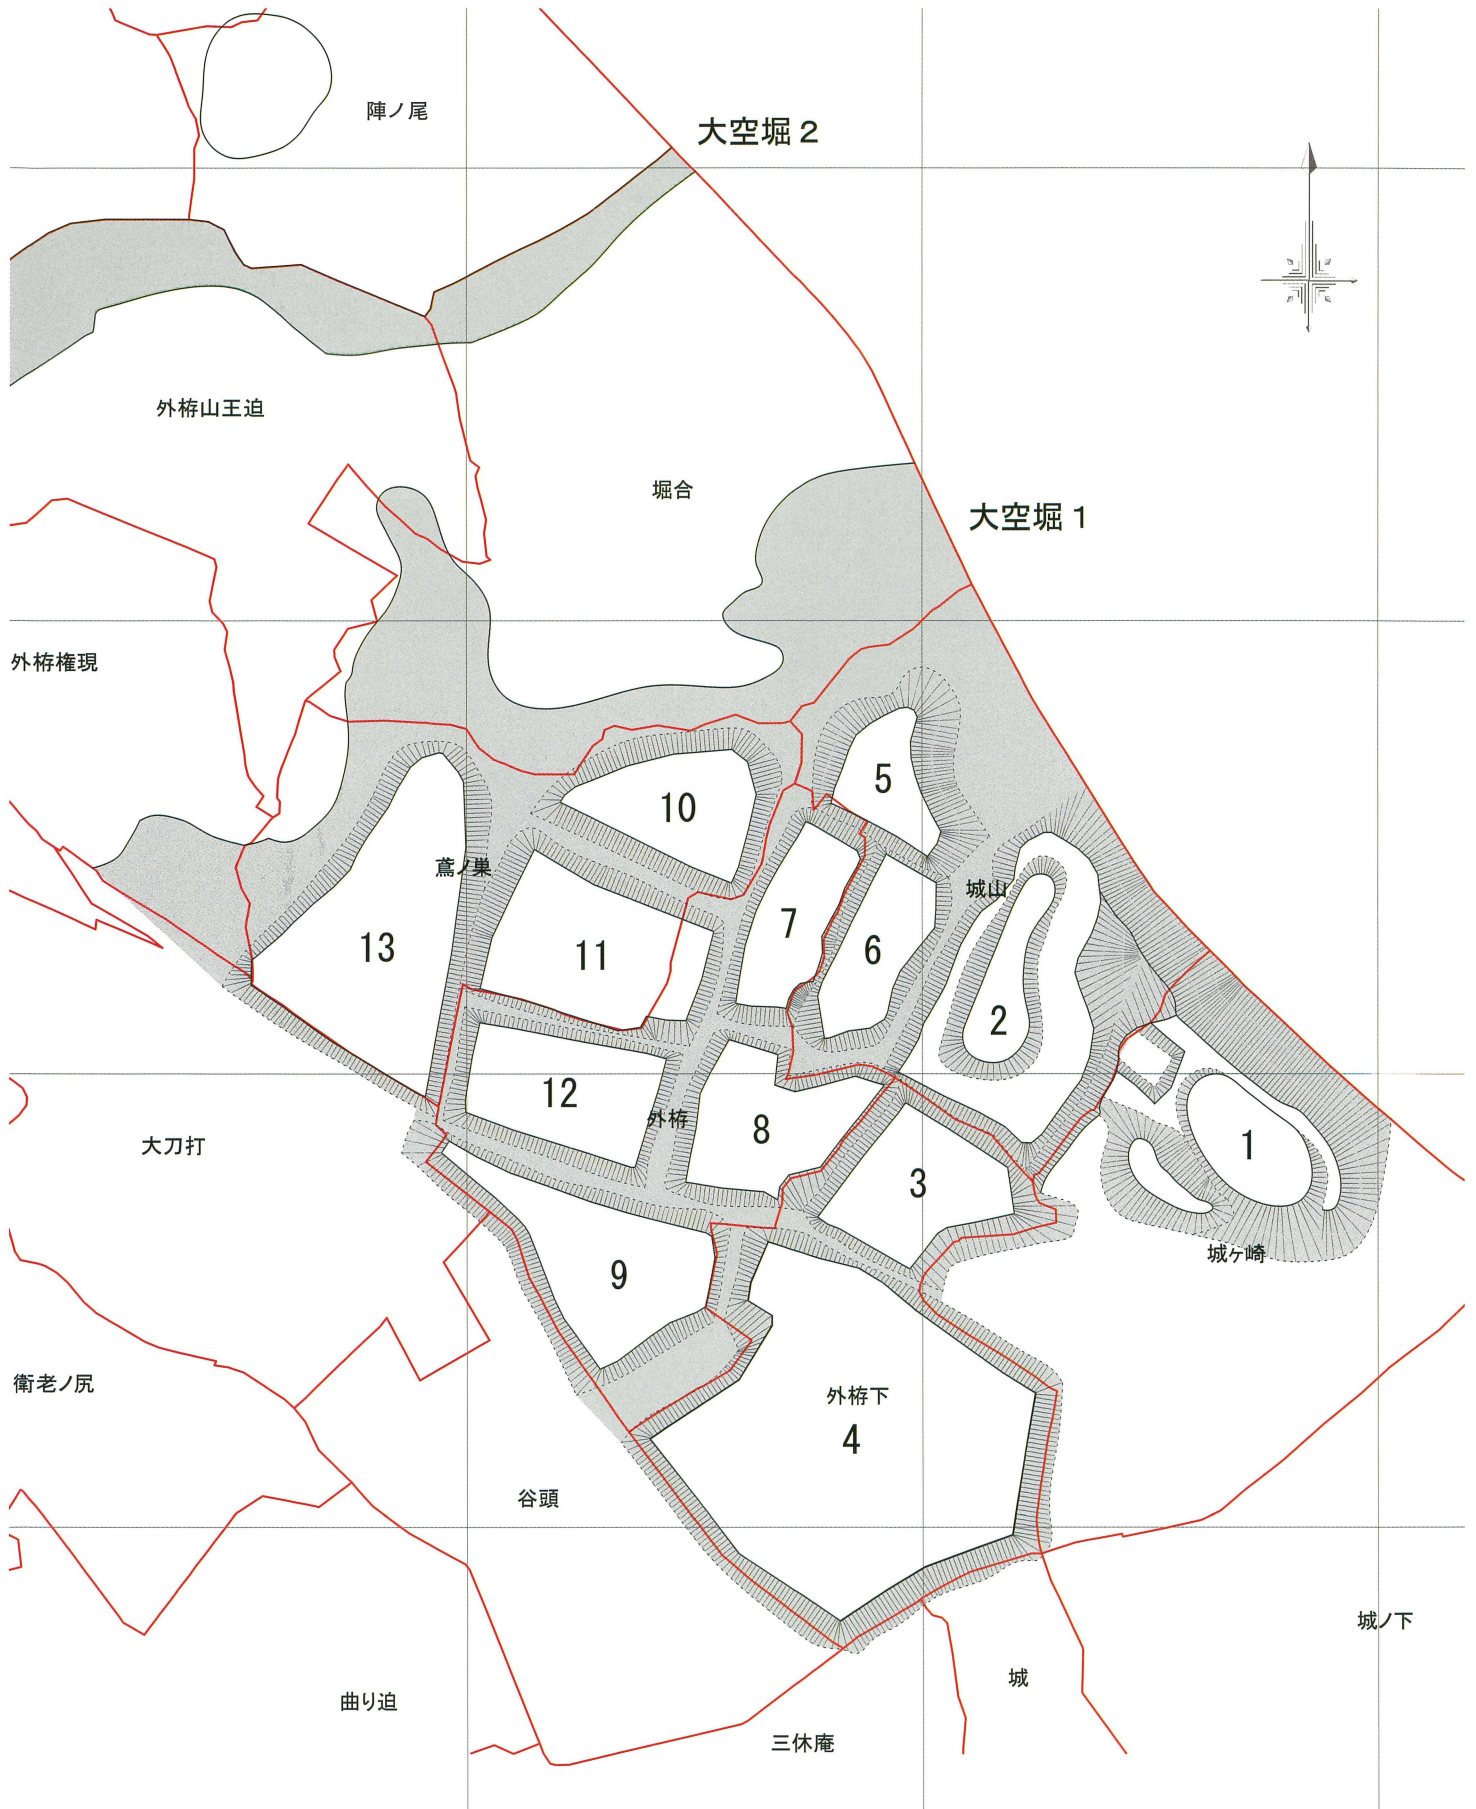 陣ノ尾
大空堀２
外栫山王迫
堀合
大空堀１
外栫権現
5
10
鳶ノ巣
城山
7
13
11
6
2
12
外栫
8
1
大刀打
3
城ヶ崎
9
衛老ノ尻
外栫下
4
谷頭
城ノ下
城
曲り迫
三休庵